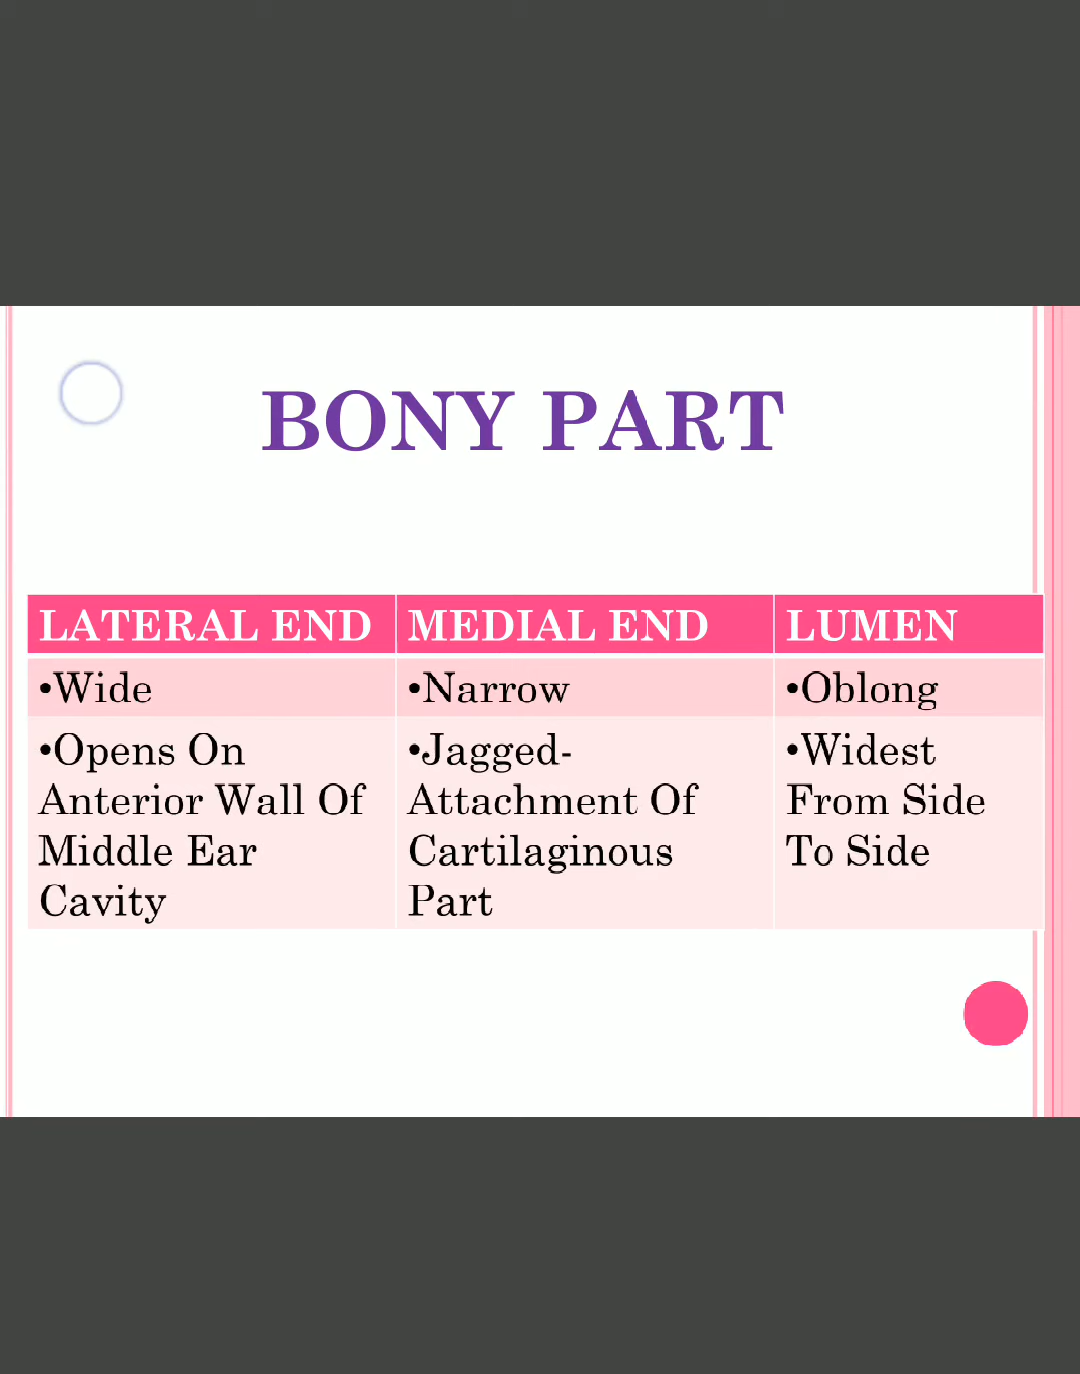 BONY PART
LATERAL END
MEDIAL END
LUMEN
•Wide
•Narrow
•Oblong
•Opens On
Anterior Wall Of
Middle Ear
Cavity
•Jagged-
Attachment Of
Cartilaginous
Part
•Widest
From Side
To Side